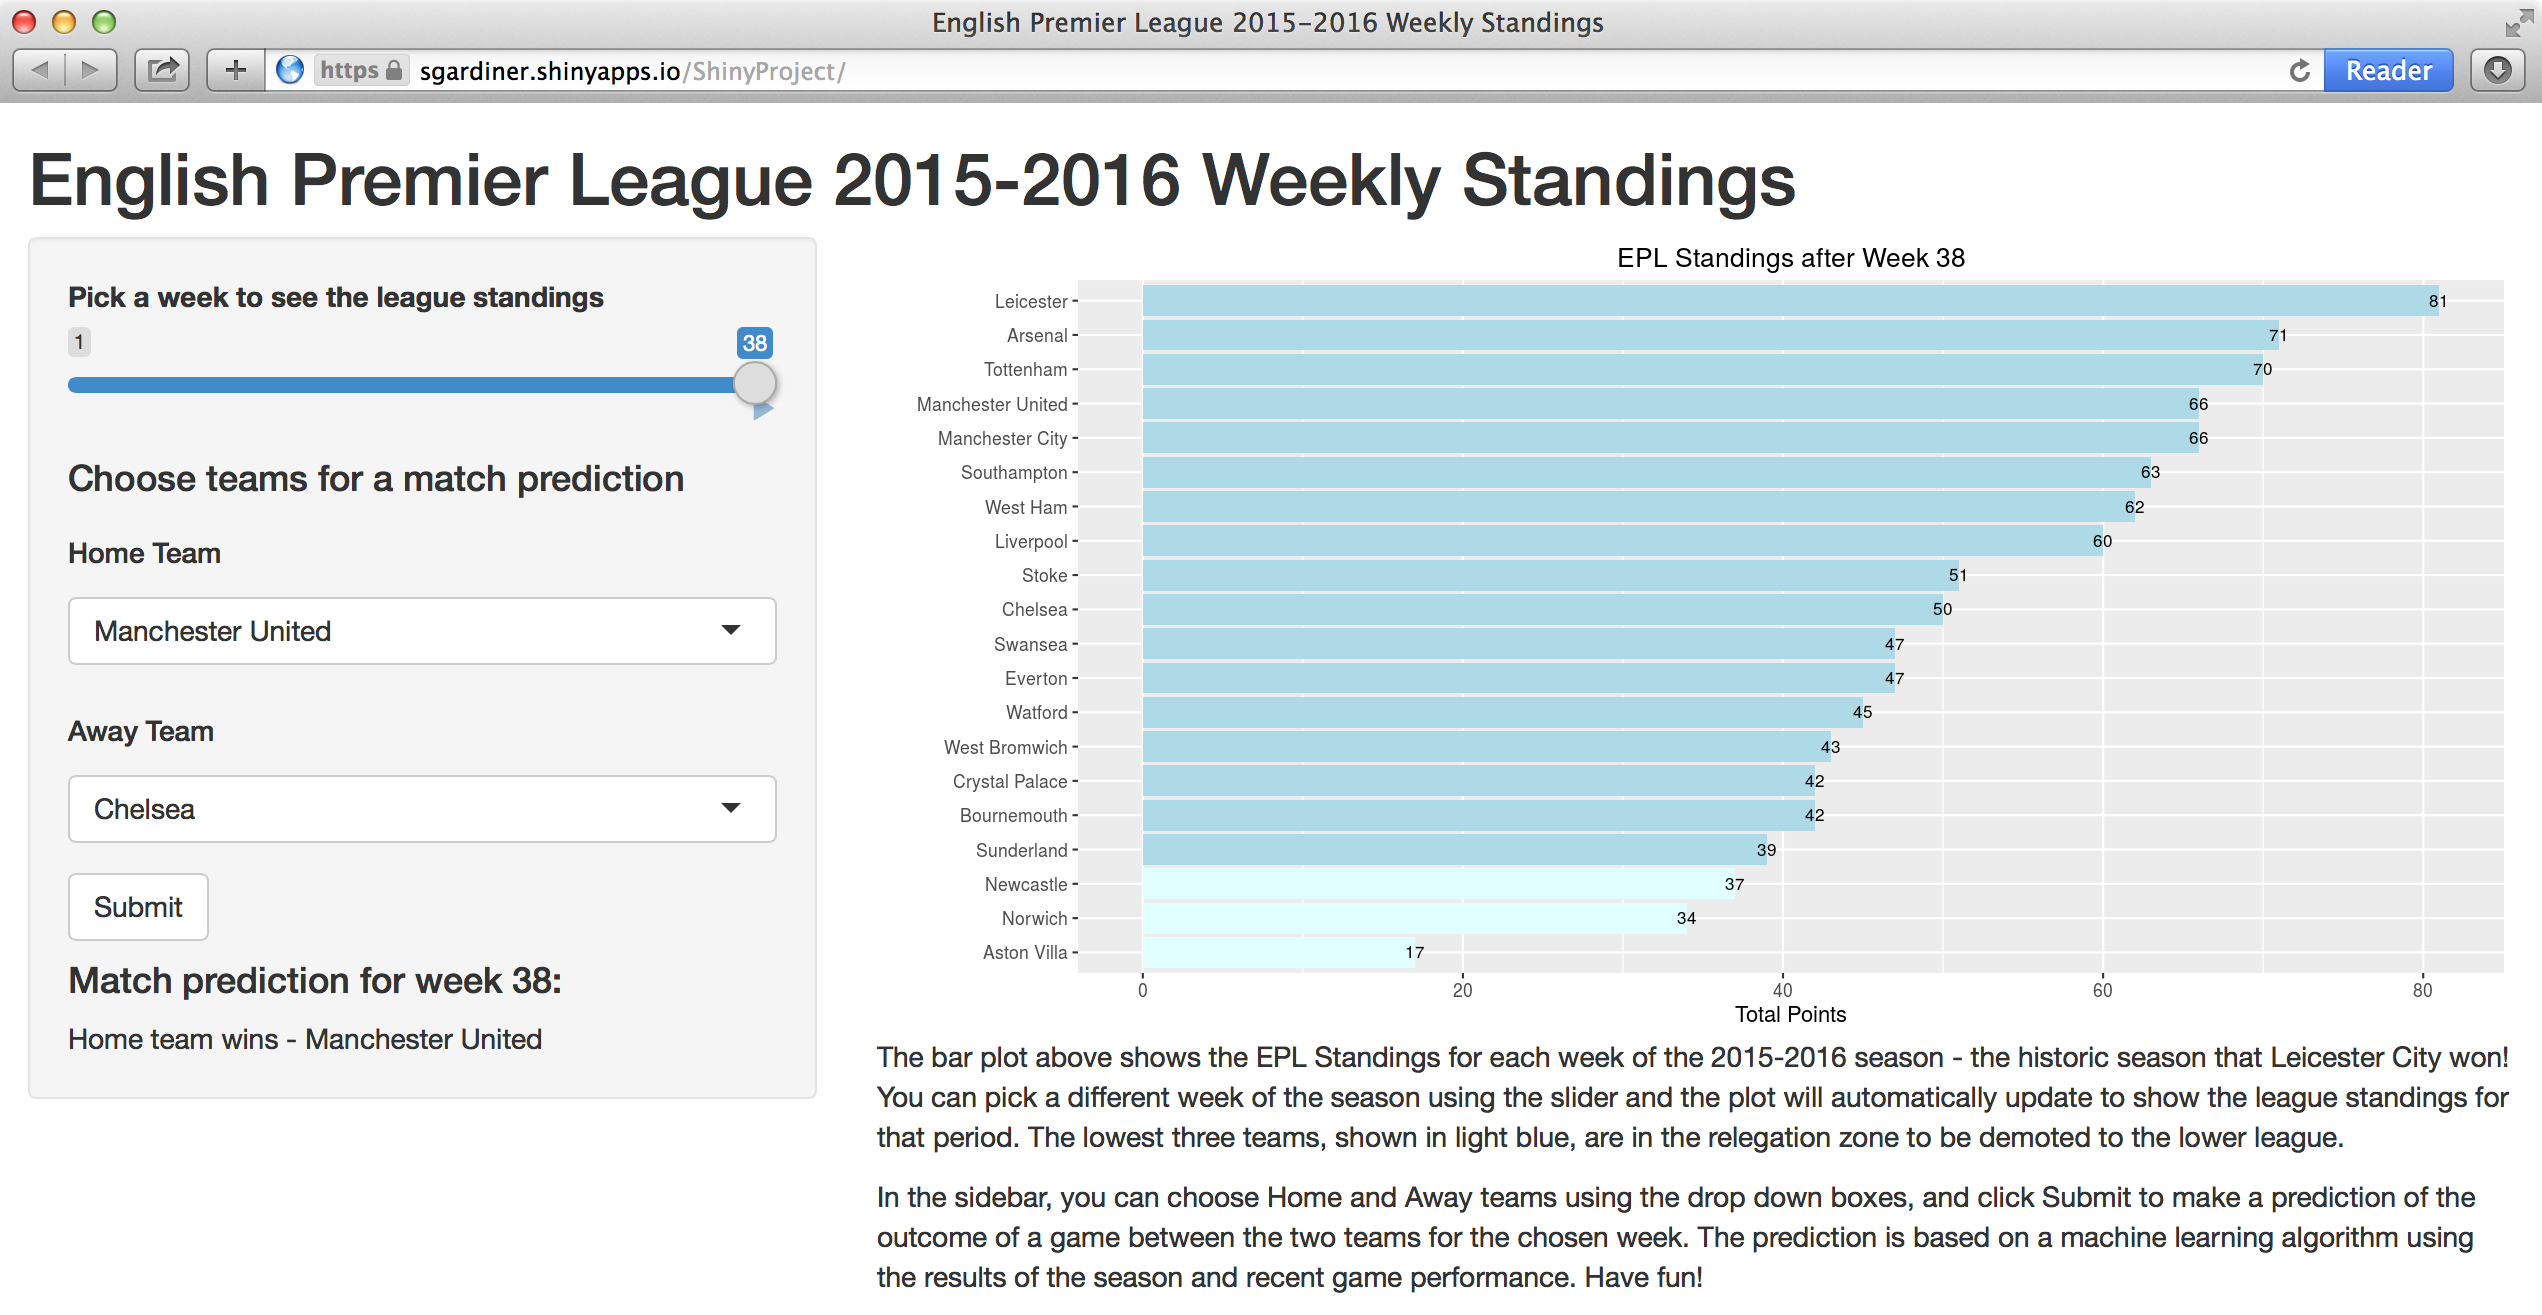 English Premier League 2015-2016 Weekly Standings
https sgardiner.shinyapps.io/ShinyProject/
Reader
English Premier League 2015-2016 Weekly Standings
Pick a week to see the league standings
1
38
Choose teams for a match prediction
Home Team
Manchester United
Away Team
Chelsea
Submit
Match prediction for week 38:
Home team wins - Manchester United
EPL Standings after Week 38
Leicester 81
Arsenal 71
Tottenham 70
Manchester United 66
Manchester City 66
Southampton 63
West Ham 62
Liverpool 60
Stoke 51
Chelsea 50
Swansea 47
Everton 47
Watford 45
West Bromwich 43
Crystal Palace 42
Bournemouth 42
Sunderland 39
Newcastle 37
Norwich 34
Aston Villa 17
0 20 40 60 80
Total Points
The bar plot above shows the EPL Standings for each week of the 2015-2016 season - the historic season that Leicester City won!
You can pick a different week of the season using the slider and the plot will automatically update to show the league standings for
that period. The lowest three teams, shown in light blue, are in the relegation zone to be demoted to the lower league.
In the sidebar, you can choose Home and Away teams using the drop down boxes, and click Submit to make a prediction of the
outcome of a game between the two teams for the chosen week. The prediction is based on a machine learning algorithm using
the results of the season and recent game performance. Have fun!